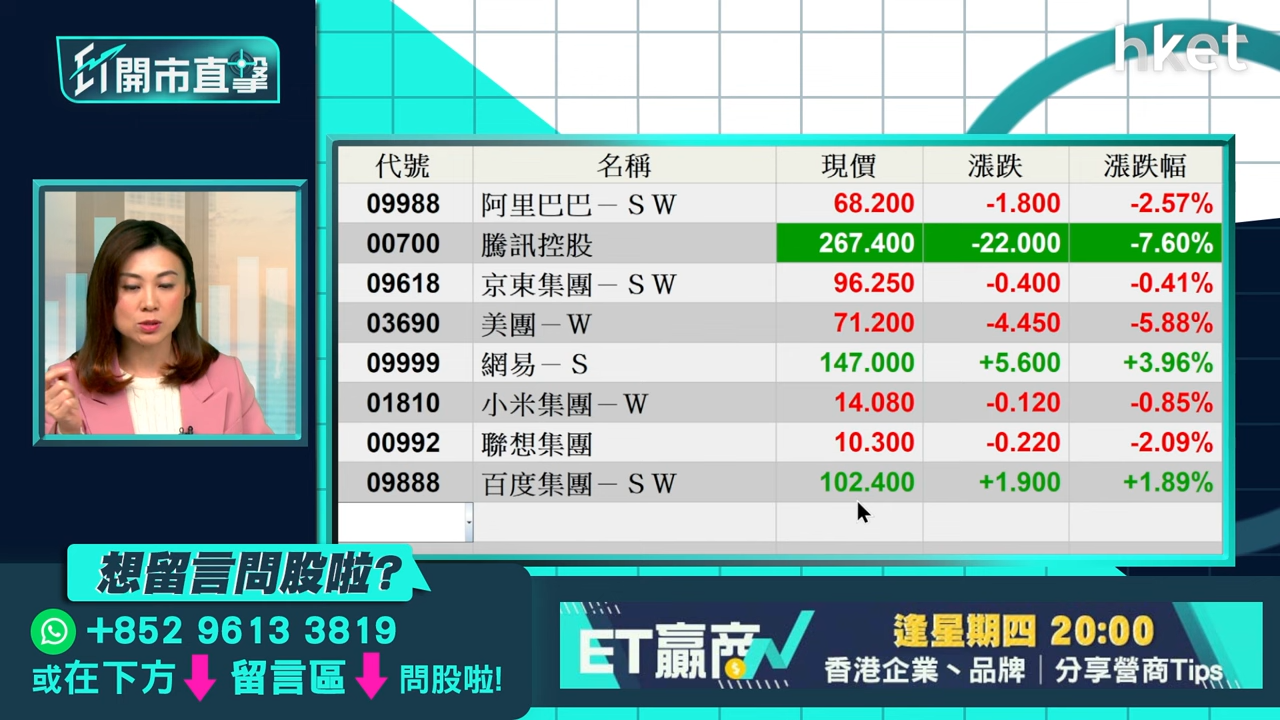 ET開市直擊
hket
代號 名稱 現價 漲跌 漲跌幅
09988 阿里巴巴－ＳＷ 68.200 -1.800 -2.57%
00700 騰訊控股 267.400 -22.000 -7.60%
09618 京東集團－ＳＷ 96.250 -0.400 -0.41%
03690 美團－Ｗ 71.200 -4.450 -5.88%
09999 網易－Ｓ 147.000 +5.600 +3.96%
01810 小米集團－Ｗ 14.080 -0.120 -0.85%
00992 聯想集團 10.300 -0.220 -2.09%
09888 百度集團－ＳＷ 102.400 +1.900 +1.89%
想留言問股啦?
+852 9613 3819
或在下方 留言區 問股啦!
ET贏商
逢星期四 20:00
香港企業、品牌｜分享營商Tips